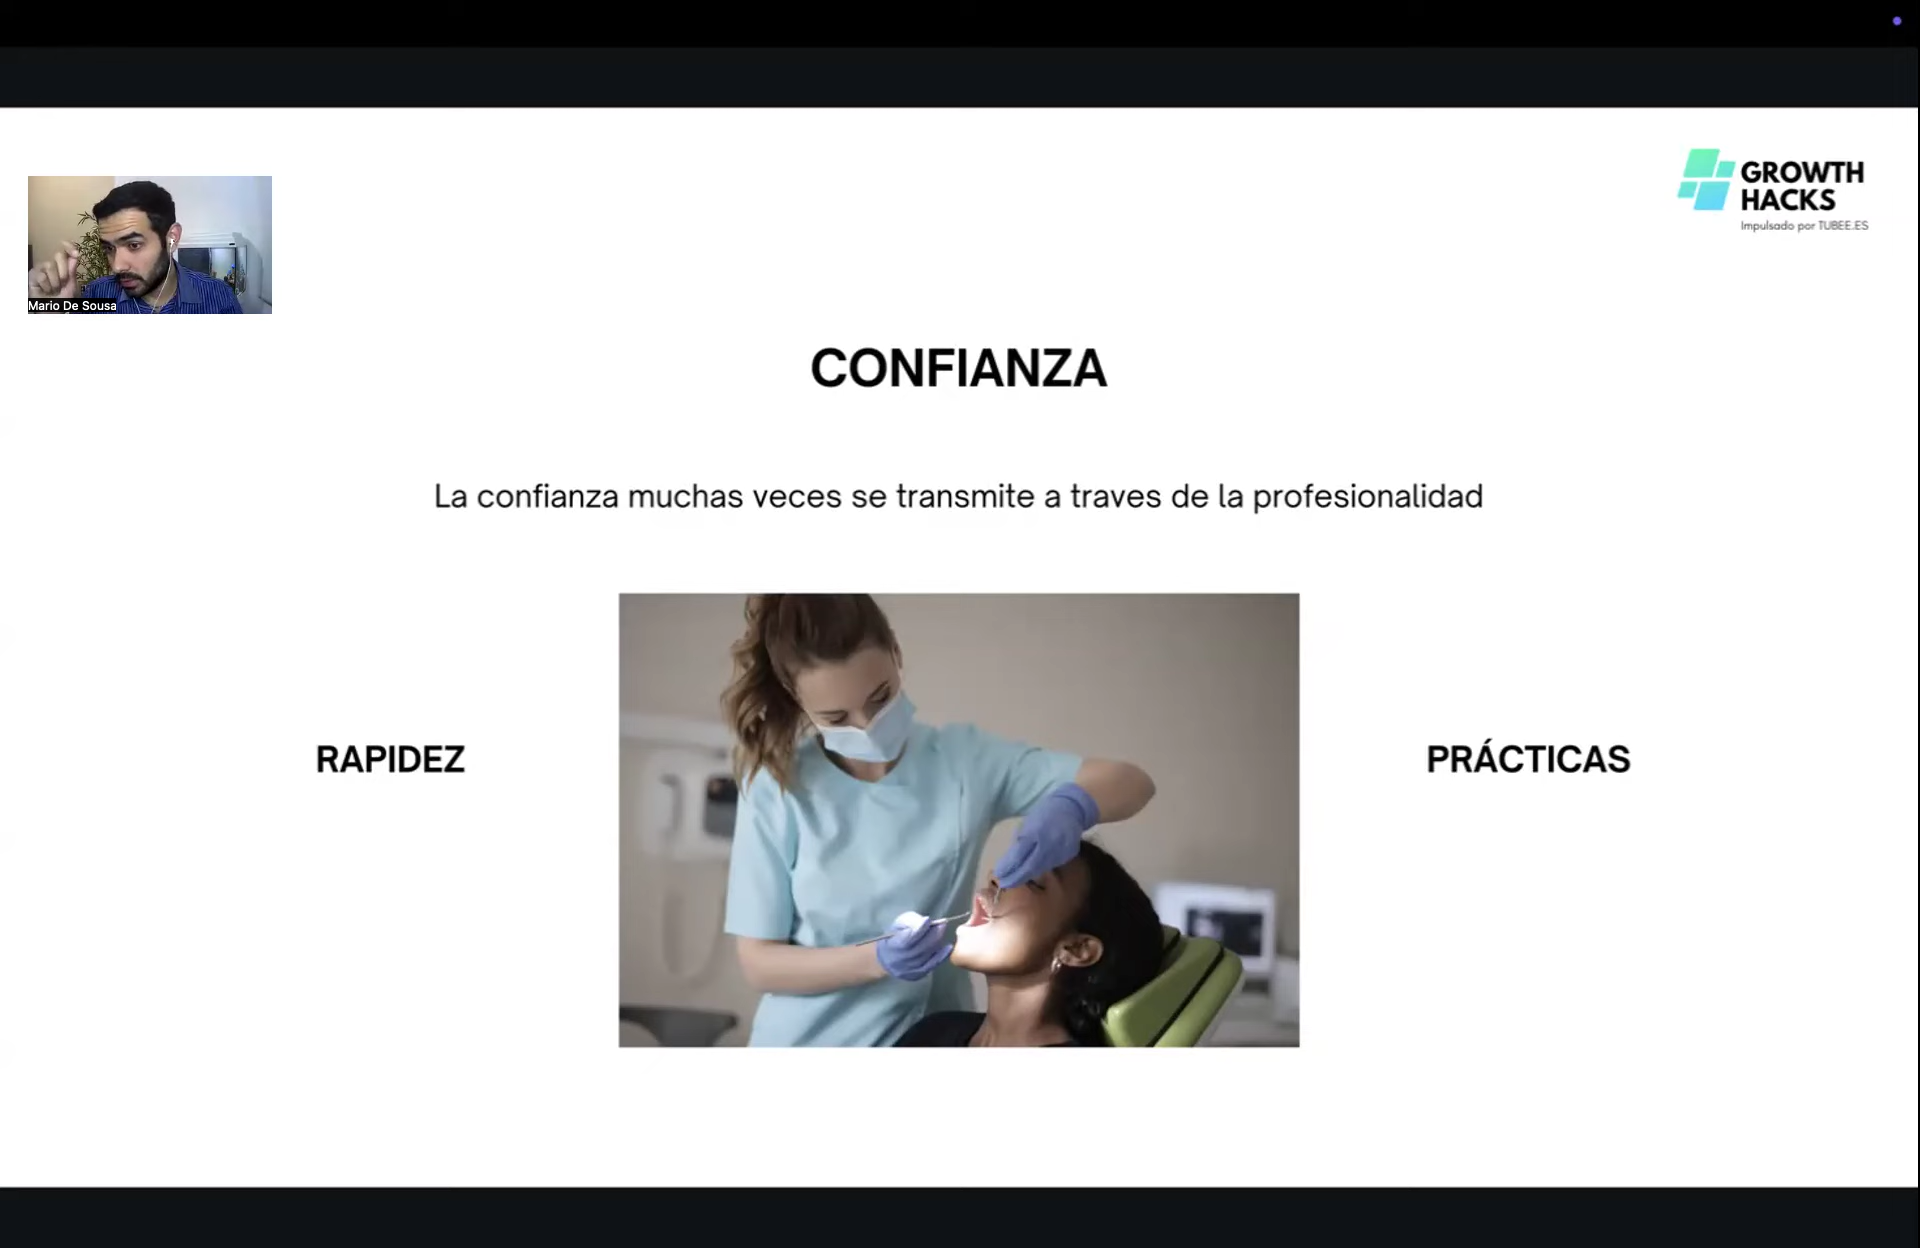 GROWTH
HACKS
Impulsado por TUBEE.ES
Mario De Sousa
CONFIANZA
La confianza muchas veces se transmite a traves de la profesionalidad
RAPIDEZ
PRÁCTICAS